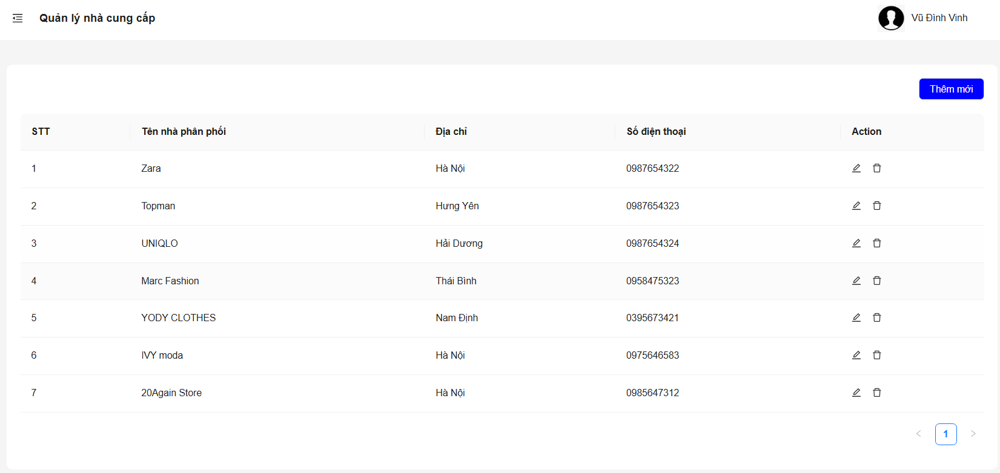 Quản lý nhà cung cấp
Vũ Đình Vinh
Thêm mới
STT Tên nhà phân phối Địa chỉ Số điện thoại Action
1 Zara Hà Nội 0987654322
2 Topman Hưng Yên 0987654323
3 UNIQLO Hải Dương 0987654324
4 Marc Fashion Thái Bình 0958475323
5 YODY CLOTHES Nam Định 0395673421
6 IVY moda Hà Nội 0975646583
7 20Again Store Hà Nội 0985647312
1